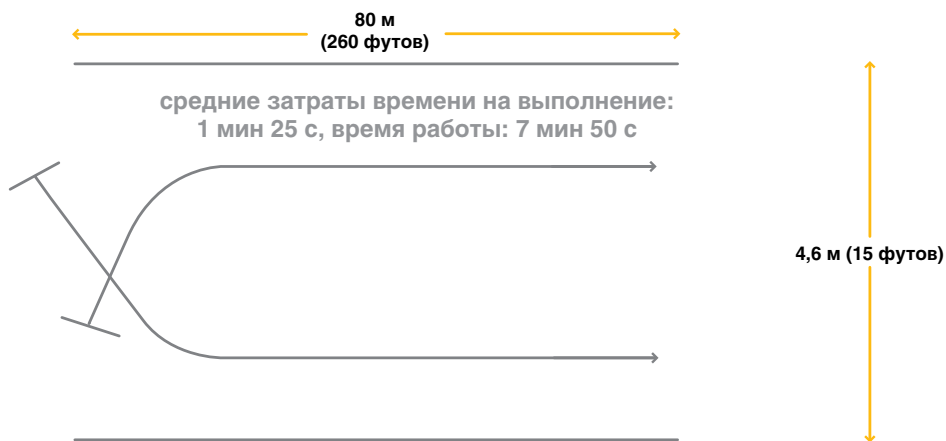 80 м
(260 футов)
средние затраты времени на выполнение:
1 мин 25 с, время работы: 7 мин 50 с
4,6 м (15 футов)